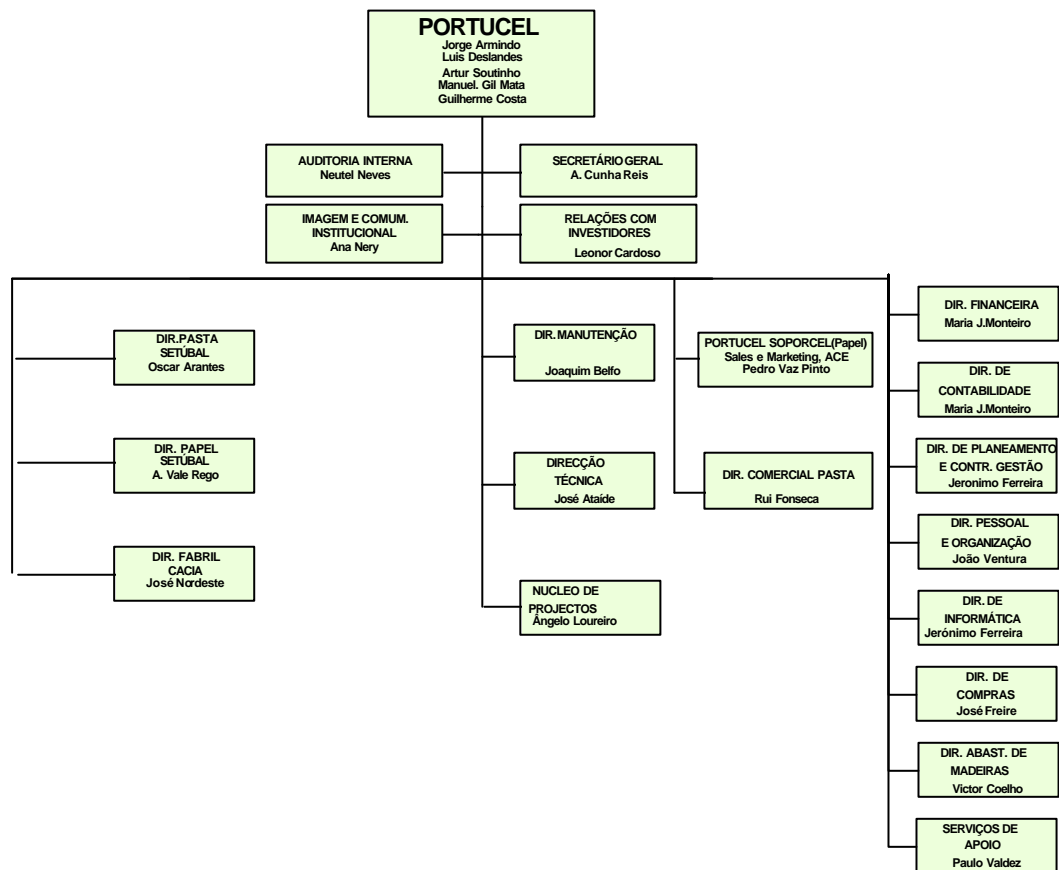 PORTUCEL
Jorge Armindo
Luis Deslandes
Artur Soutinho
Manuel. Gil Mata
Guilherme Costa
AUDITORIA INTERNA
Neutel Neves
SECRETÁRIO GERAL
A. Cunha Reis
IMAGEM E COMUM.
INSTITUCIONAL
Ana Nery
RELAÇÕES COM
INVESTIDORES
Leonor Cardoso
DIR.PASTA
SETÚBAL
Oscar Arantes
DIR. PAPEL
SETÚBAL
A. Vale Rego
DIR. FABRIL
CACIA
José Nordeste
DIR. MANUTENÇÃO
Joaquim Belfo
DIRECÇÃO
TÉCNICA
José Ataíde
NUCLEO DE
PROJECTOS
Ângelo Loureiro
PORTUCEL SOPORCEL(Papel)
Sales e Marketing, ACE
Pedro Vaz Pinto
DIR. COMERCIAL PASTA
Rui Fonseca
DIR. FINANCEIRA
Maria J.Monteiro
DIR. DE
CONTABILIDADE
Maria J.Monteiro
DIR. DE PLANEAMENTO
E CONTR. GESTÃO
Jeronimo Ferreira
DIR. PESSOAL
E ORGANIZAÇÃO
João Ventura
DIR. DE
INFORMÁTICA
Jerónimo Ferreira
DIR. DE
COMPRAS
José Freire
DIR. ABAST. DE
MADEIRAS
Victor Coelho
SERVIÇOS DE
APOIO
Paulo Valdez